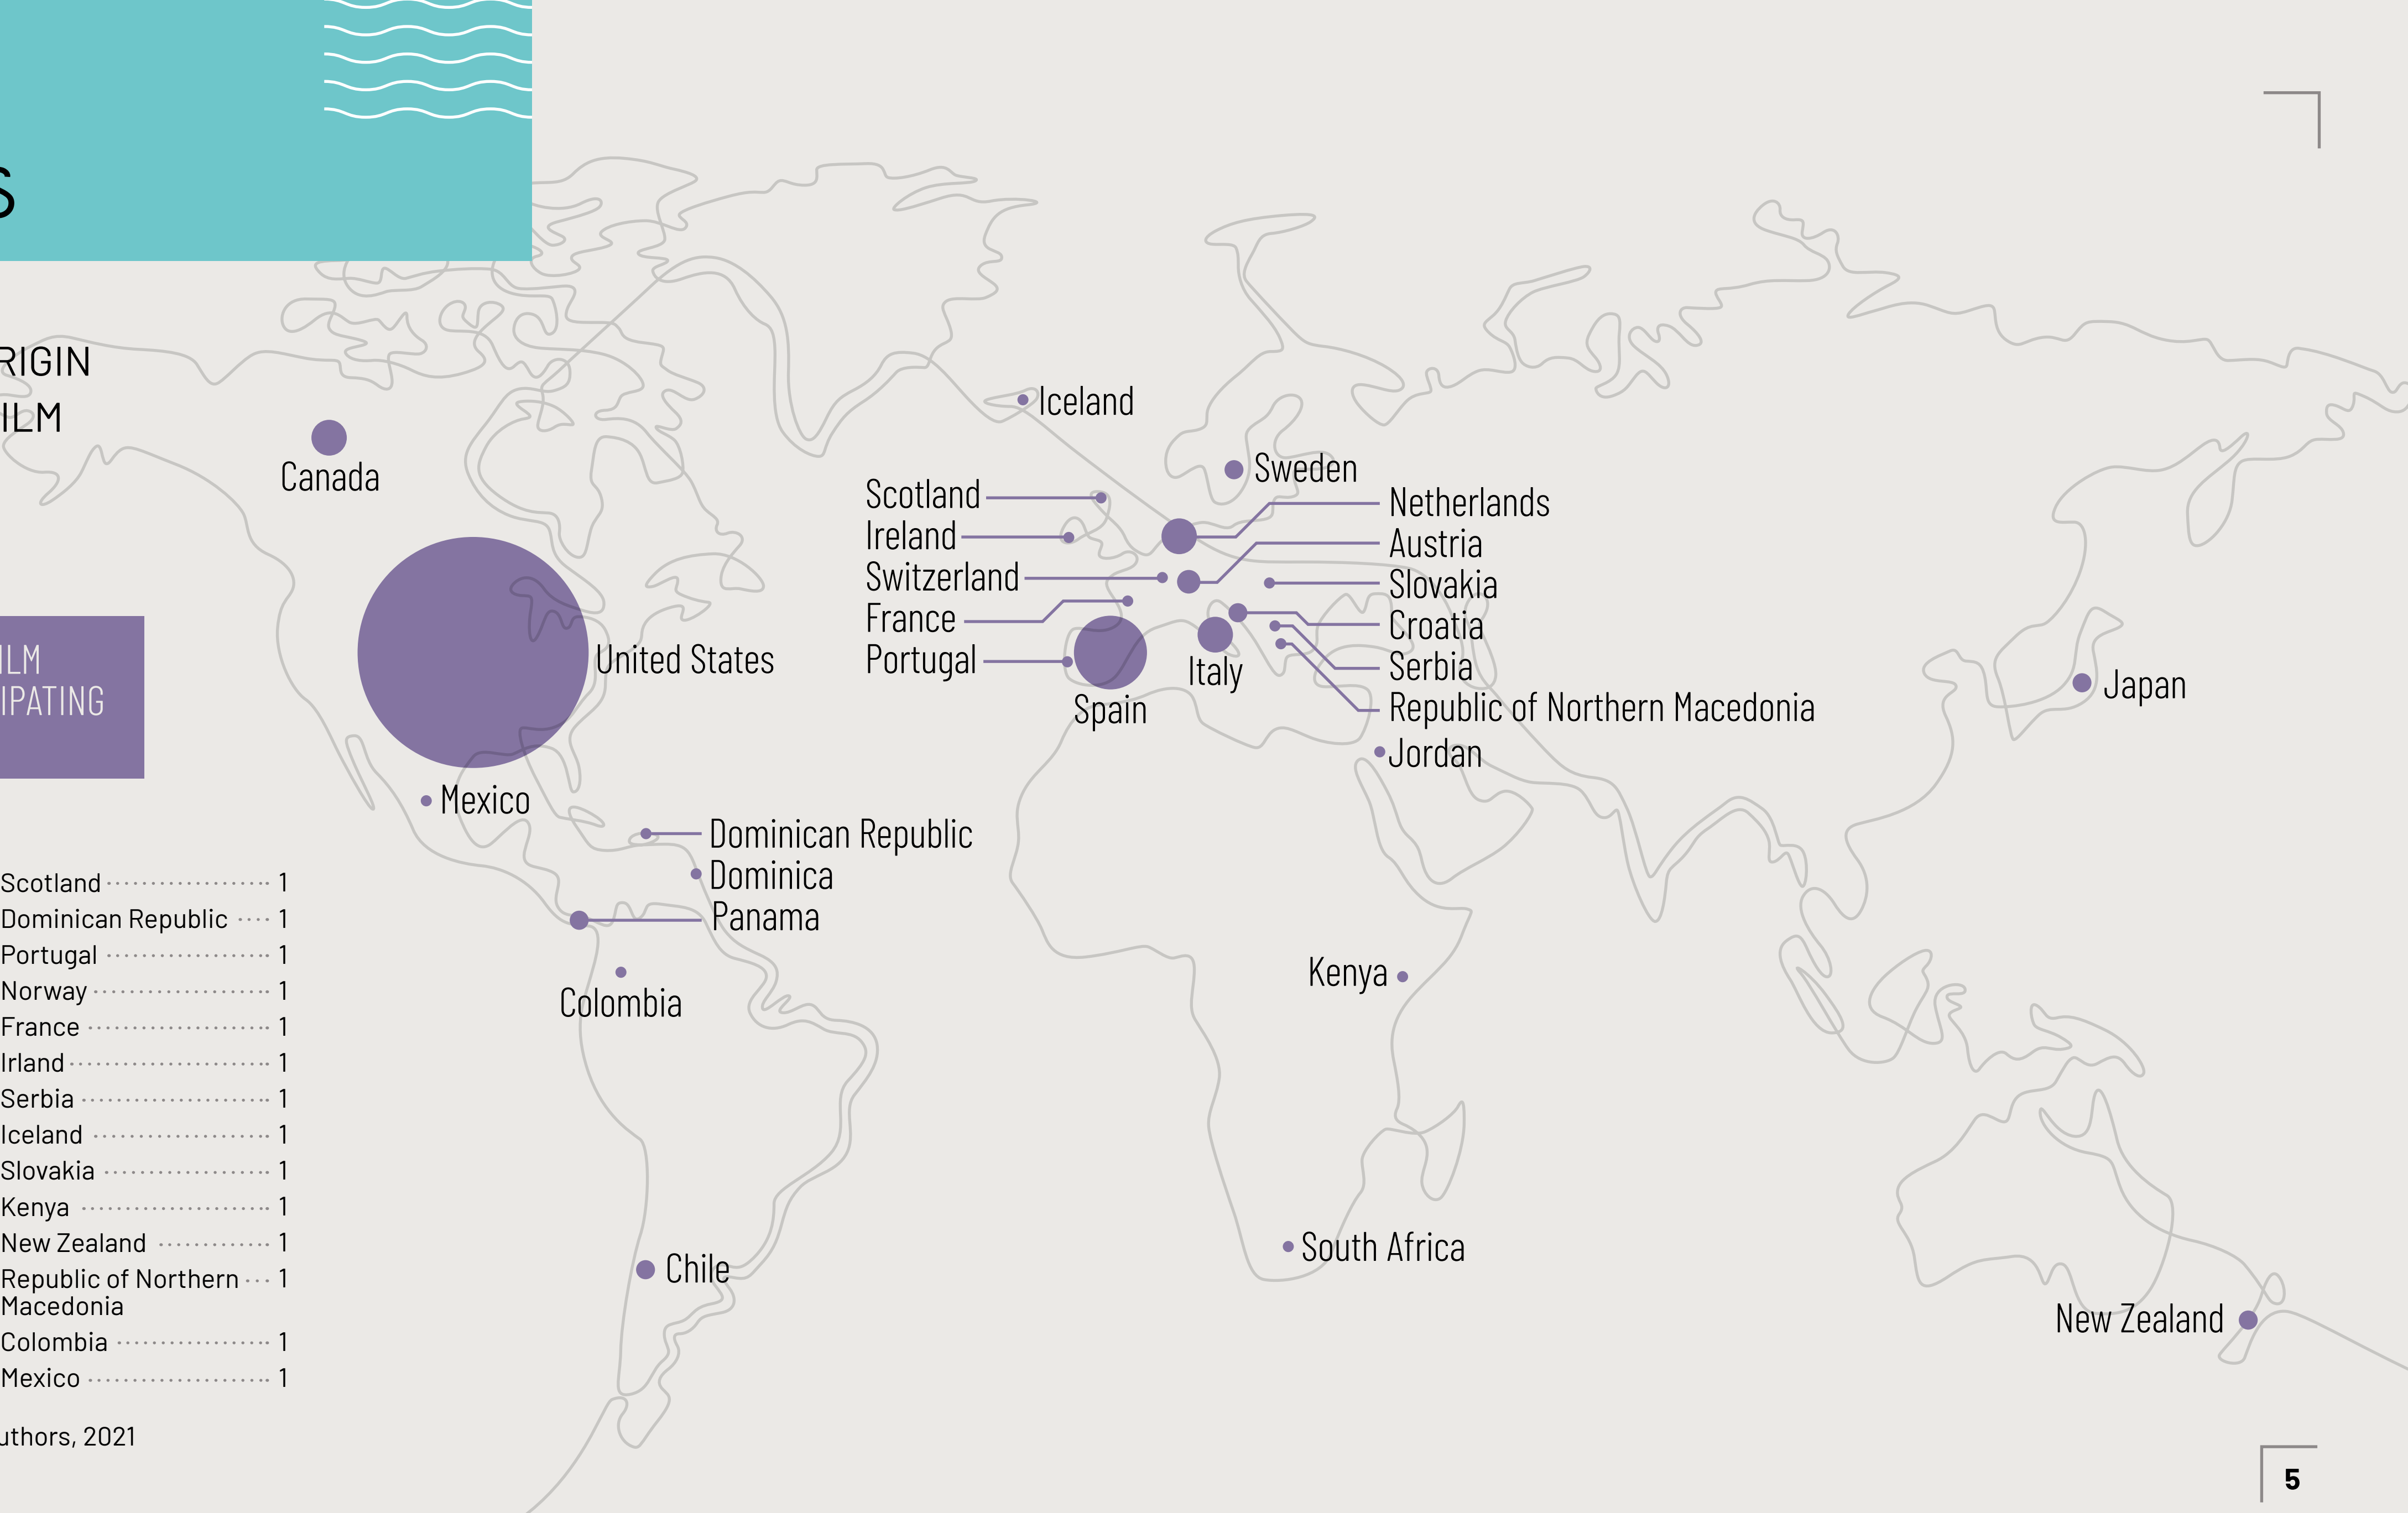 S
RIGIN
ILM
ILM
IPATING
Scotland 1
Dominican Republic 1
Portugal 1
Norway 1
France 1
Irland 1
Serbia 1
Iceland 1
Slovakia 1
Kenya 1
New Zealand 1
Republic of Northern 1
Macedonia
Colombia 1
Mexico 1
uthors, 2021
Canada
United States
Mexico
Dominican Republic
Dominica
Panama
Colombia
Chile
Iceland
Sweden
Scotland
Ireland
Switzerland
France
Portugal
Spain
Italy
Netherlands
Austria
Slovakia
Croatia
Serbia
Republic of Northern Macedonia
Jordan
Kenya
South Africa
Japan
New Zealand
5